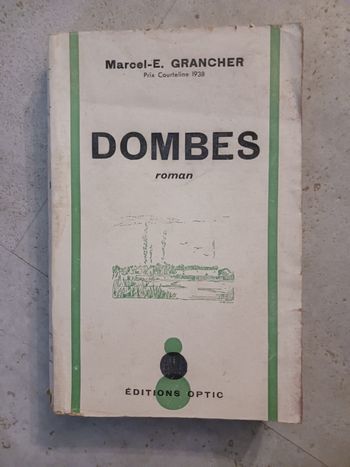 Marcel-E. GRANCHER
Prix Courteline 1938
DOMBES
roman
ÉDITIONS OPTIC